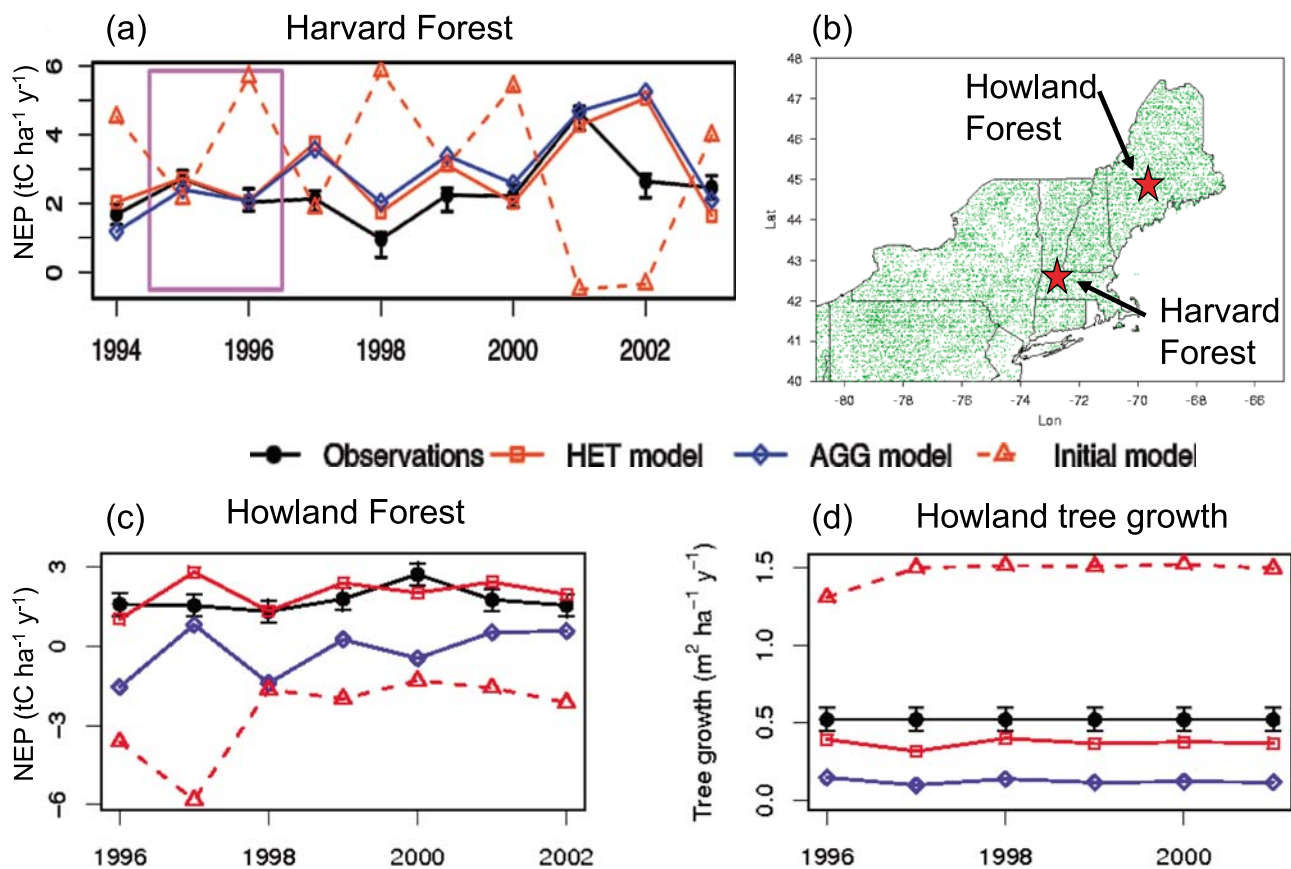 (a) Harvard Forest
NEP (tC ha⁻¹ y⁻¹)
6
4
2
0
1994 1996 1998 2000 2002
(b)
48
47
46
45
44
43
42
41
40
Lat
Howland
Forest
Harvard
Forest
-80 -78 -76 -74 -72 -70 -68 -66
Lon
Observations HET model AGG model Initial model
(c) Howland Forest
NEP (tC ha⁻¹ y⁻¹)
3
0
-3
-6
1996 1998 2000 2002
(d) Howland tree growth
Tree growth (m² ha⁻¹ y⁻¹)
1.5
1.0
0.5
0.0
1996 1998 2000